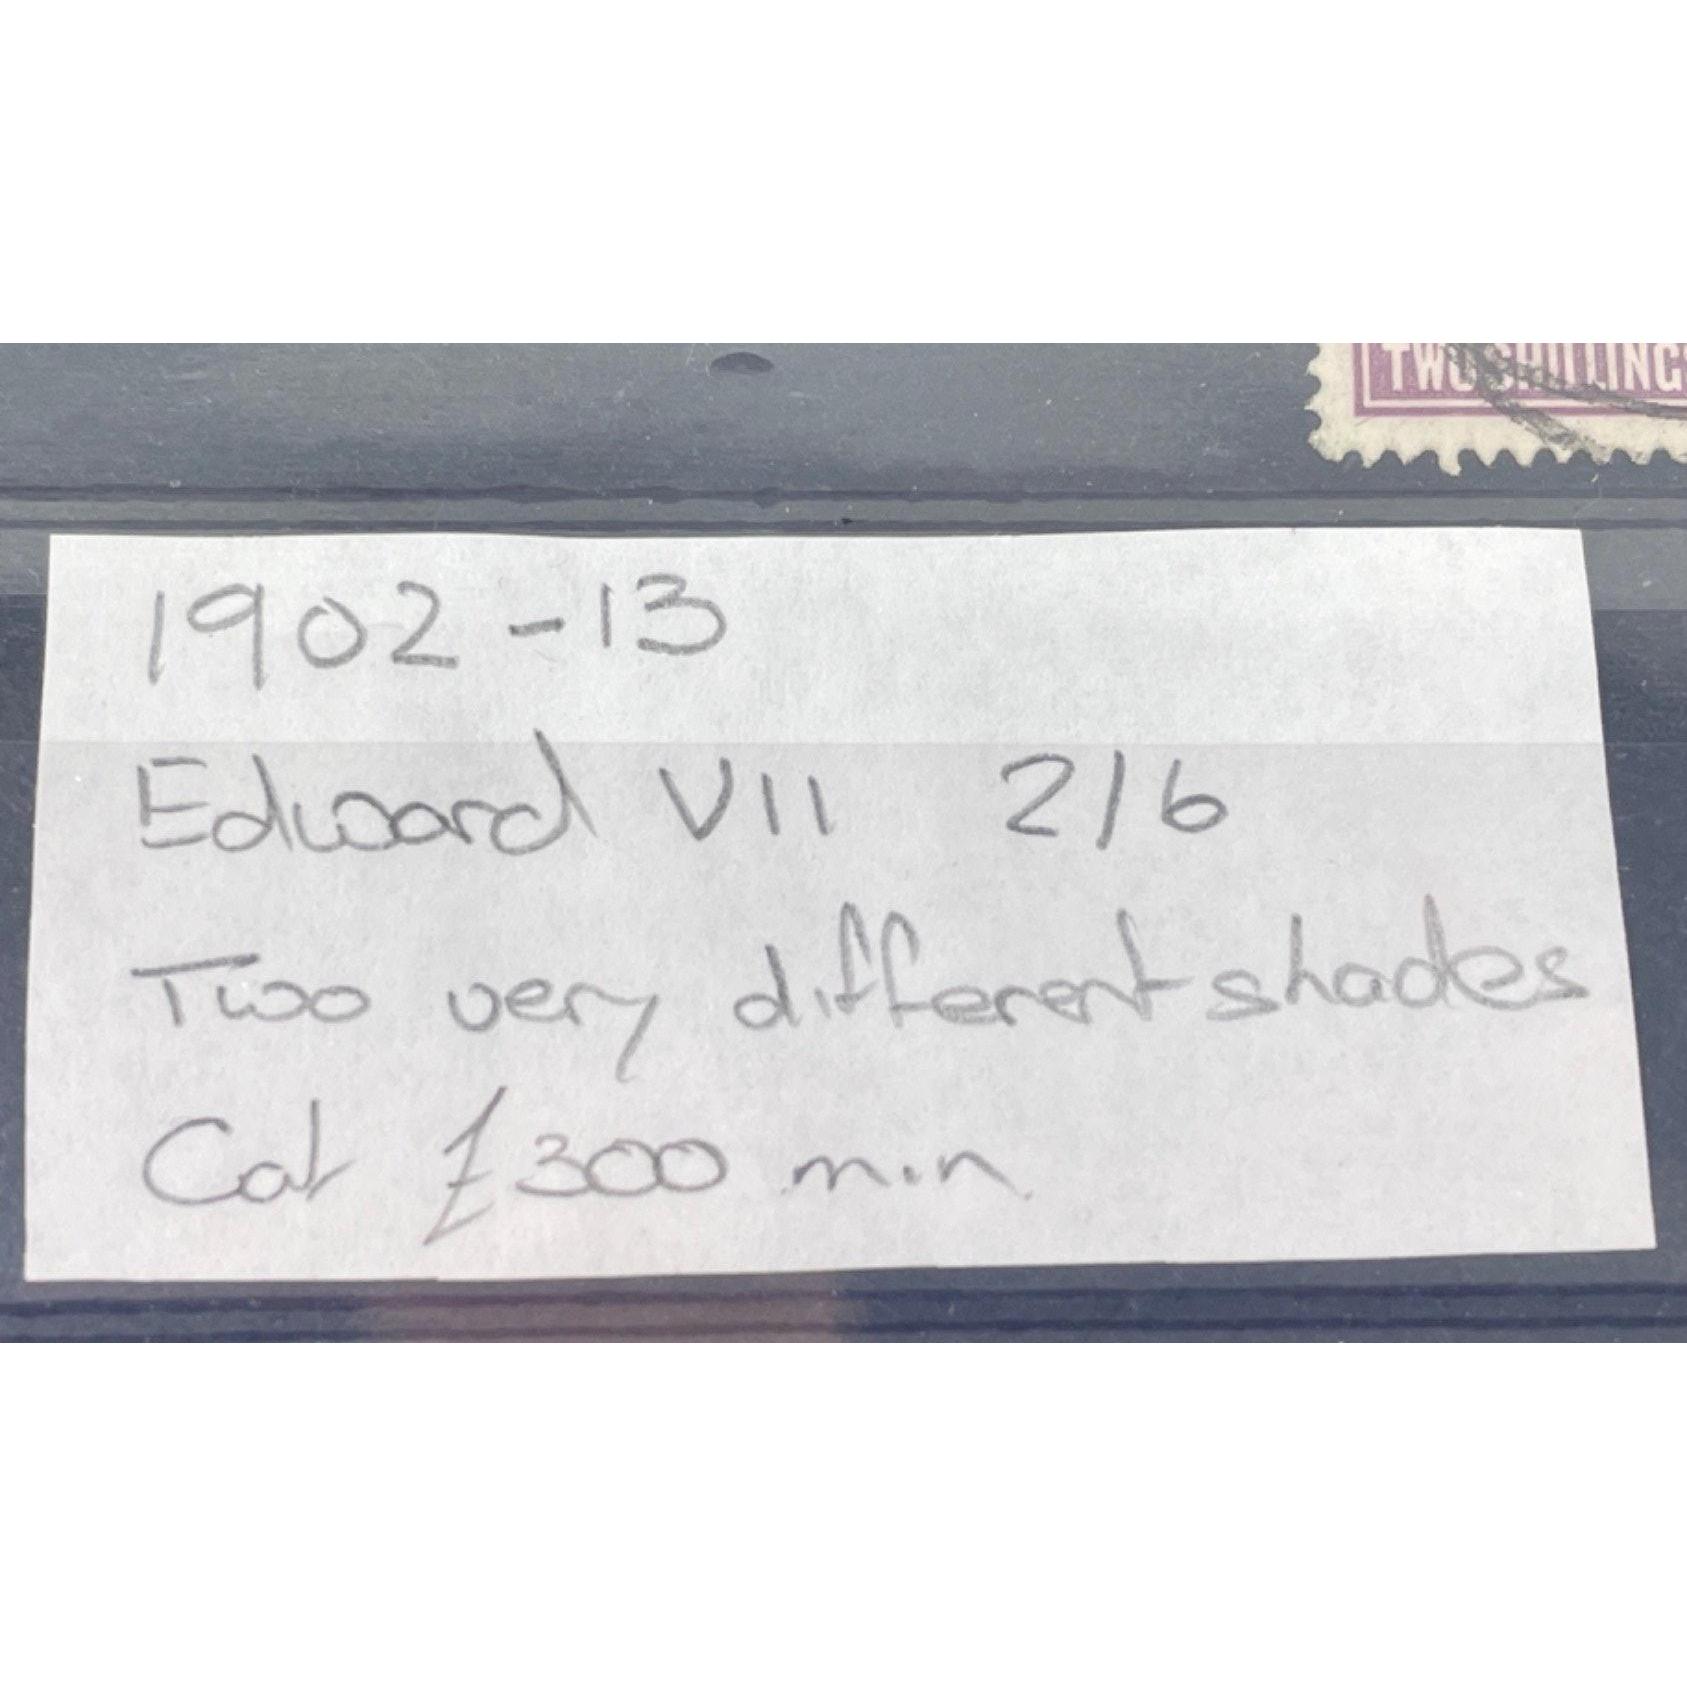 TWO SHILLINGS
1902-13
Edward VII 2/6
Two very different shades
Cat £300 min.